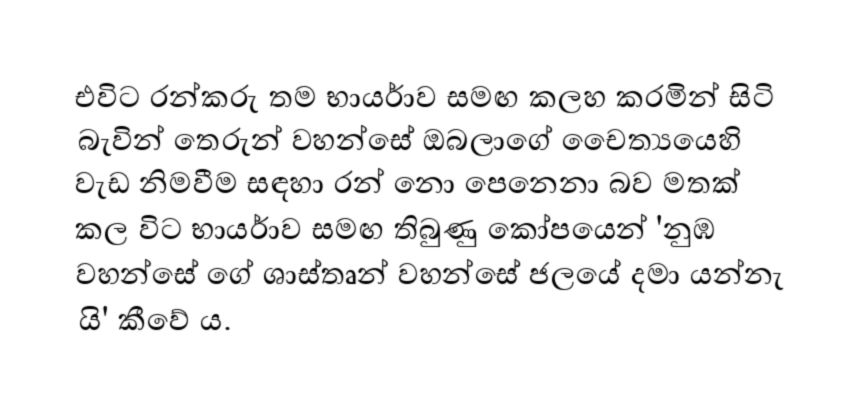 එවිට රන්කරු තම භාර්යාව සමඟ කලහ කරමින් සිටි
බැවින් තෙරුන් වහන්සේ ඔබලාගේ චෛත්‍යයෙහි
වැඩ නිමවීම සඳහා රන් නො පෙනෙනා බව මතක්
කල විට භාර්යාව සමඟ තිබුණු කෝපයෙන් 'නුඹ
වහන්සේ ගේ ශාස්තෘන් වහන්සේ ජලයේ දමා යන්නැ
යි' කීවේ ය.